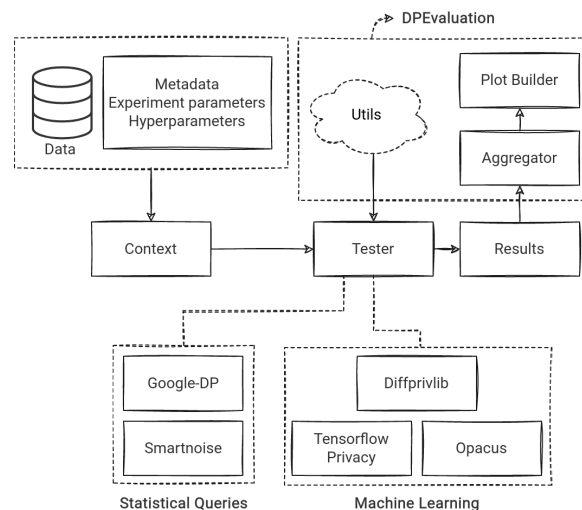 DPEvaluation
Metadata
Experiment parameters
Hyperparameters
Data
Utils
Plot Builder
Aggregator
Context
Tester
Results
Google-DP
Smartnoise
Statistical Queries
Diffprivlib
Tensorflow
Privacy
Opacus
Machine Learning